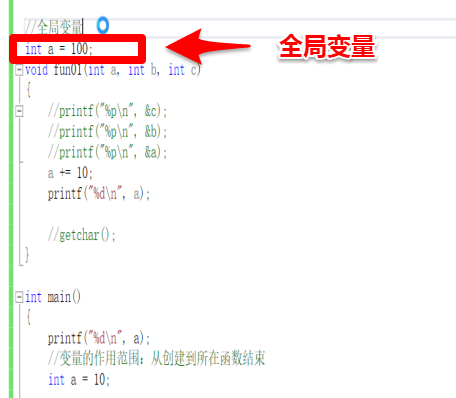 //全局变量
int a = 100;
全局变量
void fun01(int a, int b, int c)
{
//printf("%p\n", &c);
//printf("%p\n", &b);
//printf("%p\n", &a);
a += 10;
printf("%d\n", a);
//getchar();
}
int main()
{
printf("%d\n", a);
//变量的作用范围：从创建到所在函数结束
int a = 10;